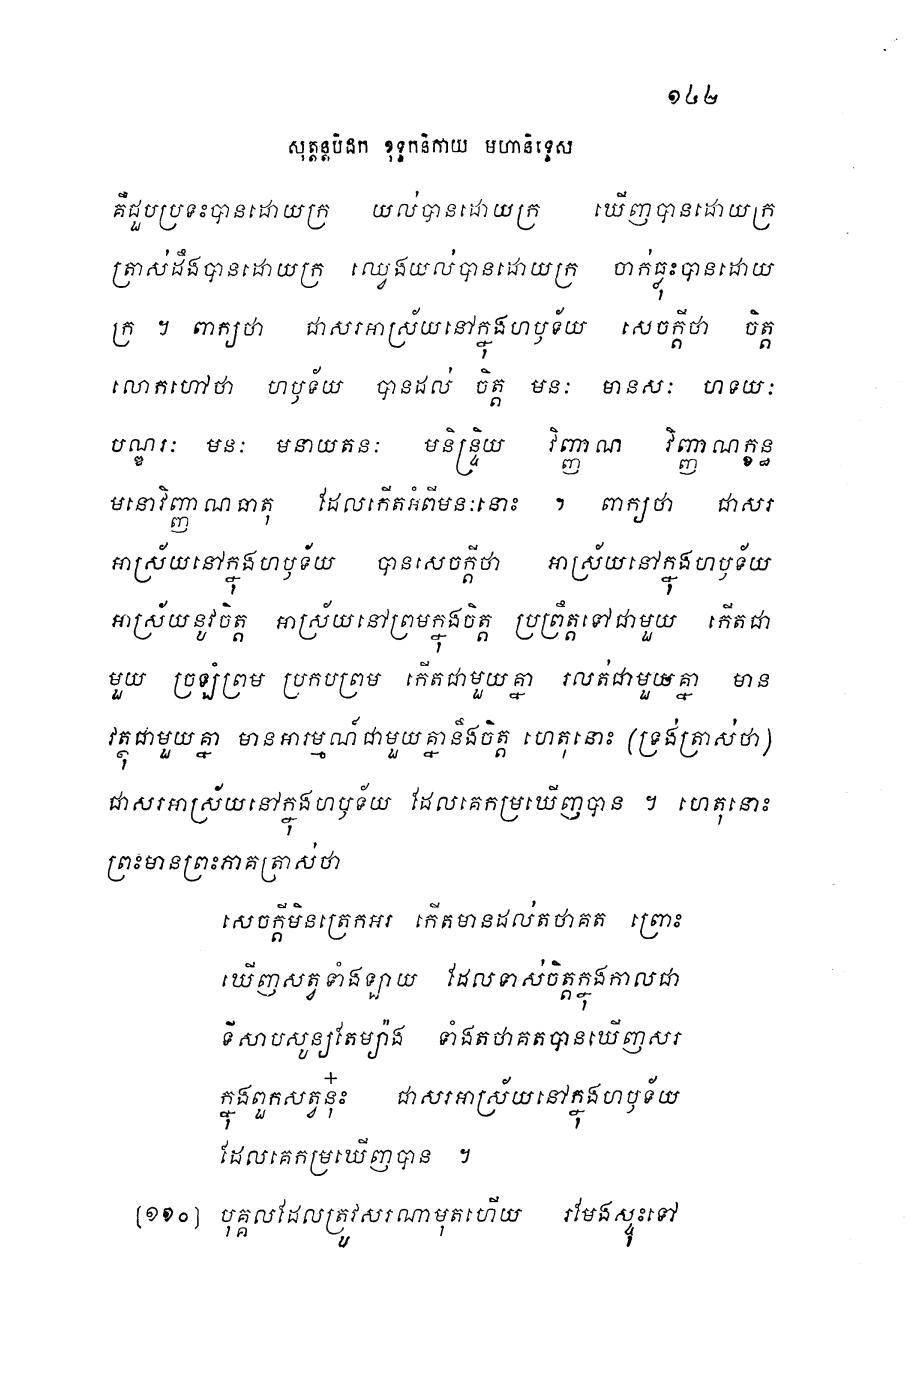 ១៤២
សុត្តន្តបិដក ខុទ្ទកនិកាយ មហានិទ្ទេស
គឺជួបប្រទះបានដោយក្រ យល់បានដោយក្រ ឃើញបានដោយក្រ
ត្រាស់ដឹងបានដោយក្រ ឈ្វេងយល់បានដោយក្រ ចាក់ធ្លុះបានដោយ
ក្រ ។ ពាក្យថា ជាសរអាស្រ័យនៅក្នុងហឫទ័យ សេចក្តីថា ចិត្ត
លោកហៅថា ហឫទ័យ បានដល់ ចិត្ត មនៈ មានសៈ ហទយៈ
បណ្ឌរៈ មនៈ មនាយតនៈ មនិន្ទ្រិយ វិញ្ញាណ វិញ្ញាណក្ខន្ធ
មនោវិញ្ញាណធាតុ ដែលកើតអំពីមនៈនោះ ។ ពាក្យថា ជាសរ
អាស្រ័យនៅក្នុងហឫទ័យ បានសេចក្តីថា អាស្រ័យនៅក្នុងហឫទ័យ
អាស្រ័យនូវចិត្ត អាស្រ័យនៅព្រមក្នុងចិត្ត ប្រព្រឹត្តទៅជាមួយ កើតជា
មួយ ច្រឡំព្រម ប្រកបព្រម កើតជាមួយគ្នា រលត់ជាមួយគ្នា មាន
វត្ថុជាមួយគ្នា មានអារម្មណ៍ជាមួយគ្នានឹងចិត្ត ហេតុនោះ (ទ្រង់ត្រាស់ថា)
ជាសរអាស្រ័យនៅក្នុងហឫទ័យ ដែលគេកម្រឃើញបាន ។ ហេតុនោះ
ព្រះមានព្រះភាគត្រាស់ថា
សេចក្តីមិនត្រេកអរ កើតមានដល់តថាគត ព្រោះ
ឃើញសត្វទាំងឡាយ ដែលទាស់ចិត្តក្នុងកាលជា
ទីសាបសូន្យតែម្យ៉ាង ទាំងតថាគតបានឃើញសរ
ក្នុងពួកសត្វនុ៎ះ ជាសរអាស្រ័យនៅក្នុងហឫទ័យ
ដែលគេកម្រឃើញបាន ។
(១១០) បុគ្គលដែលត្រូវសរណាមុតហើយ រមែងស្ទុះទៅ